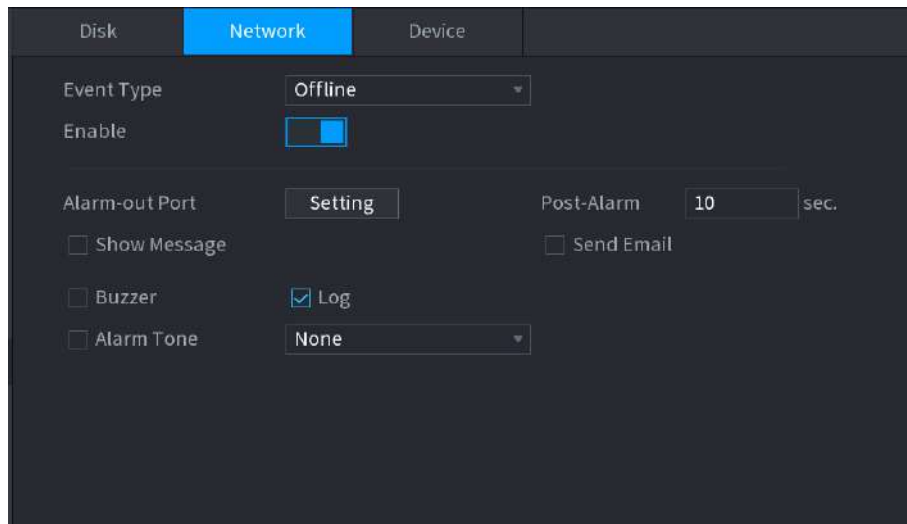 Disk Network Device
Event Type Offline
Enable
Alarm-out Port Setting Post-Alarm 10 sec.
Show Message Send Email
Buzzer Log
Alarm Tone None